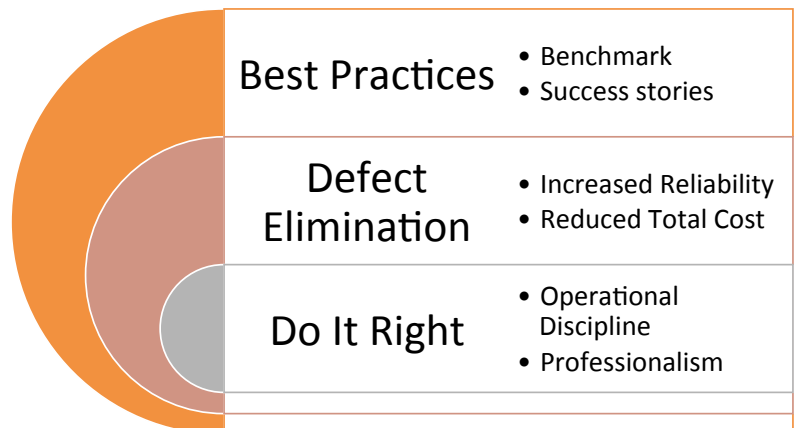 Best Practices
• Benchmark
• Success stories
Defect
Elimination
• Increased Reliability
• Reduced Total Cost
Do It Right
• Operational
Discipline
• Professionalism